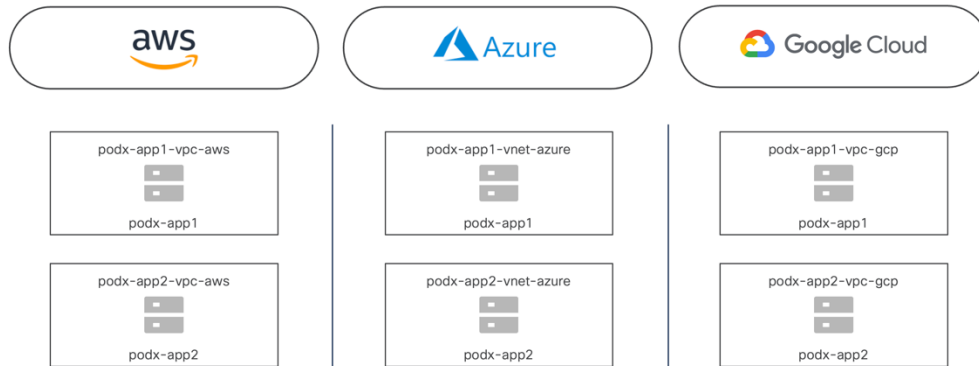 aws
Azure
Google Cloud
podx-app1-vpc-aws
podx-app1
podx-app1-vnet-azure
podx-app1
podx-app1-vpc-gcp
podx-app1
podx-app2-vpc-aws
podx-app2
podx-app2-vnet-azure
podx-app2
podx-app2-vpc-gcp
podx-app2